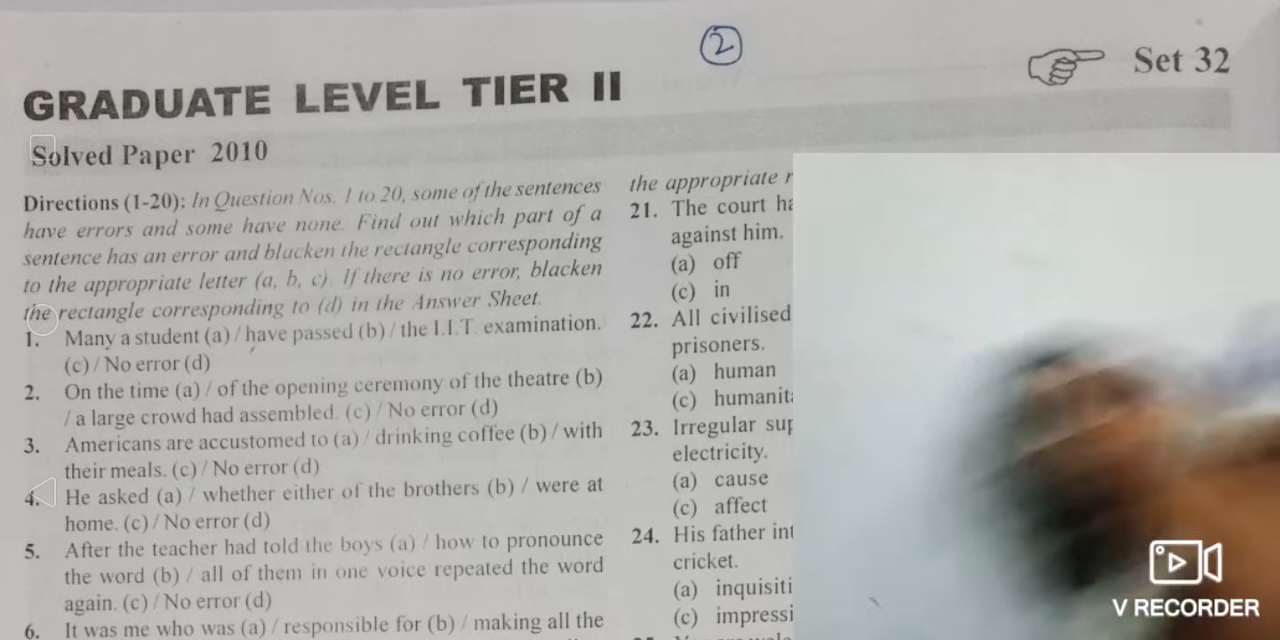 2
Set 32
GRADUATE LEVEL TIER II
Solved Paper 2010
Directions (1-20): In Question Nos. 1 to 20, some of the sentences
have errors and some have none. Find out which part of a
sentence has an error and blacken the rectangle corresponding
to the appropriate letter (a, b, c). If there is no error, blacken
the rectangle corresponding to (d) in the Answer Sheet.
1. Many a student (a) / have passed (b) / the I.I.T. examination.
(c) / No error (d)
2. On the time (a) / of the opening ceremony of the theatre (b)
/ a large crowd had assembled. (c) / No error (d)
3. Americans are accustomed to (a) / drinking coffee (b) / with
their meals. (c) / No error (d)
4. He asked (a) / whether either of the brothers (b) / were at
home. (c) / No error (d)
5. After the teacher had told the boys (a) / how to pronounce
the word (b) / all of them in one voice repeated the word
again. (c) / No error (d)
6. It was me who was (a) / responsible for (b) / making all the
the appropriate
21. The court
against him.
(a) off
(c) in
22. All civilised
prisoners.
(a) human
(c)
23. Irregular
electricity.
(a) cause
(c) affect
24. His father
cricket.
(a)
(c)
V RECORDER